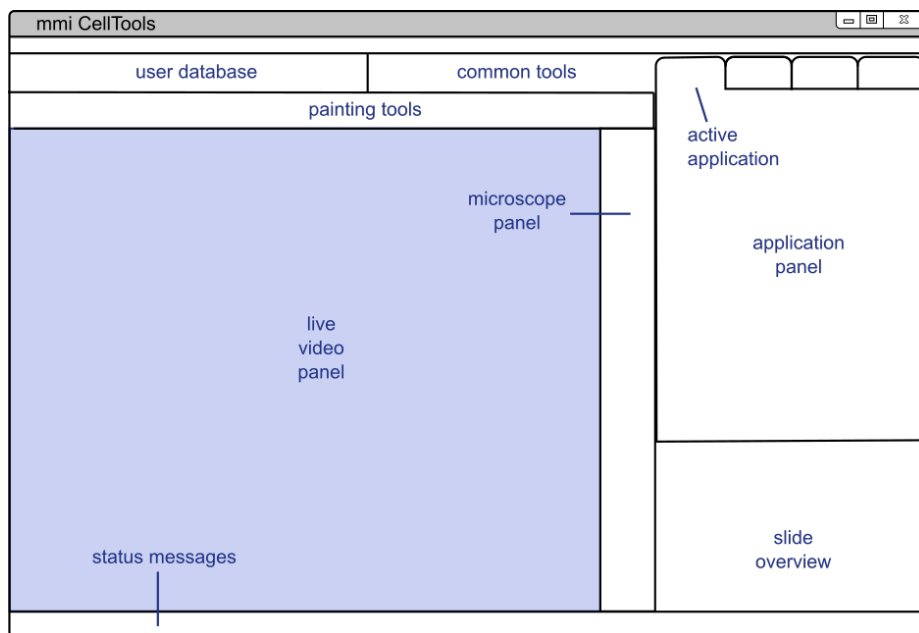 mmi CellTools
user database
common tools
painting tools
active
application
microscope
panel
application
panel
live
video
panel
status messages
slide
overview